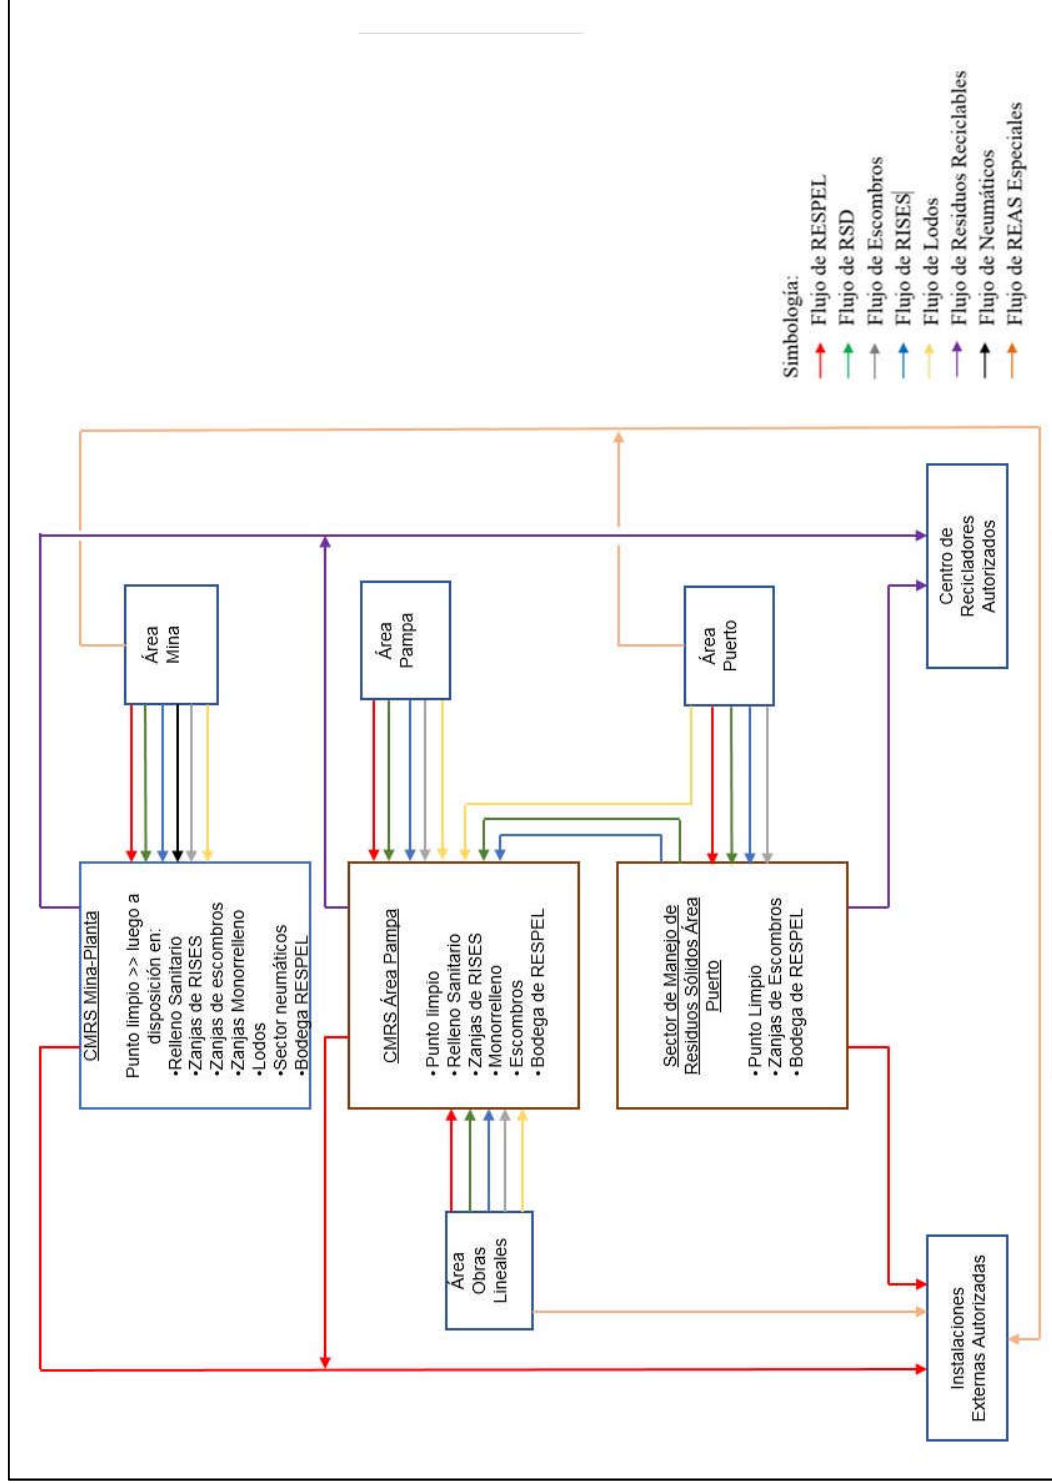 CMRS Mina-Planta
Punto limpio >> luego a
disposición en:
•Relleno Sanitario
•Zanjas de RISES
•Zanjas de escombros
•Zanjas Monorrelleno
•Lodos
•Sector neumáticos
•Bodega RESPEL
Área
Mina
Área
Obras
Lineales
CMRS Área Pampa
• Punto limpio
• Relleno Sanitario
• Zanjas de RISES
• Monorrelleno
• Escombros
• Bodega de RESPEL
Área
Pampa
Sector de Manejo de
Residuos Sólidos Área
Puerto
• Punto Limpio
• Zanjas de Escombros
• Bodega de RESPEL
Área
Puerto
Instalaciones
Externas Autorizadas
Centro de
Recicladores
Autorizados
Simbología:
Flujo de RESPEL
Flujo de RSD
Flujo de Escombros
Flujo de RISES
Flujo de Lodos
Flujo de Residuos Reciclables
Flujo de Neumáticos
Flujo de REAS Especiales